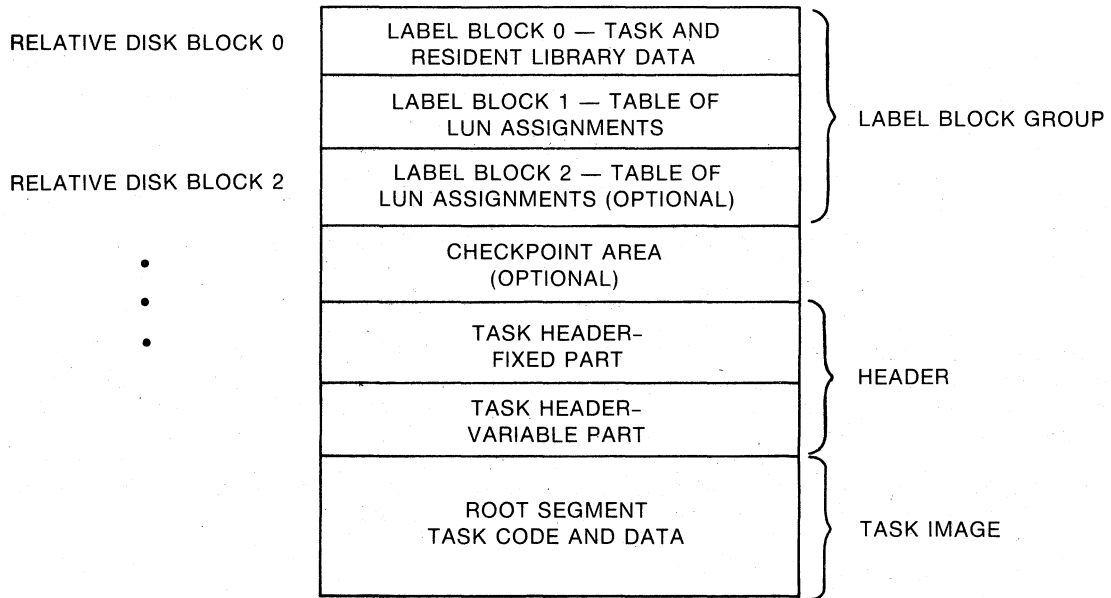 RELATIVE DISK BLOCK 0
LABEL BLOCK 0 — TASK AND
RESIDENT LIBRARY DATA
LABEL BLOCK 1 — TABLE OF
LUN ASSIGNMENTS
LABEL BLOCK GROUP
RELATIVE DISK BLOCK 2
LABEL BLOCK 2 — TABLE OF
LUN ASSIGNMENTS (OPTIONAL)
CHECKPOINT AREA
(OPTIONAL)
TASK HEADER–
FIXED PART
HEADER
TASK HEADER–
VARIABLE PART
ROOT SEGMENT
TASK CODE AND DATA
TASK IMAGE